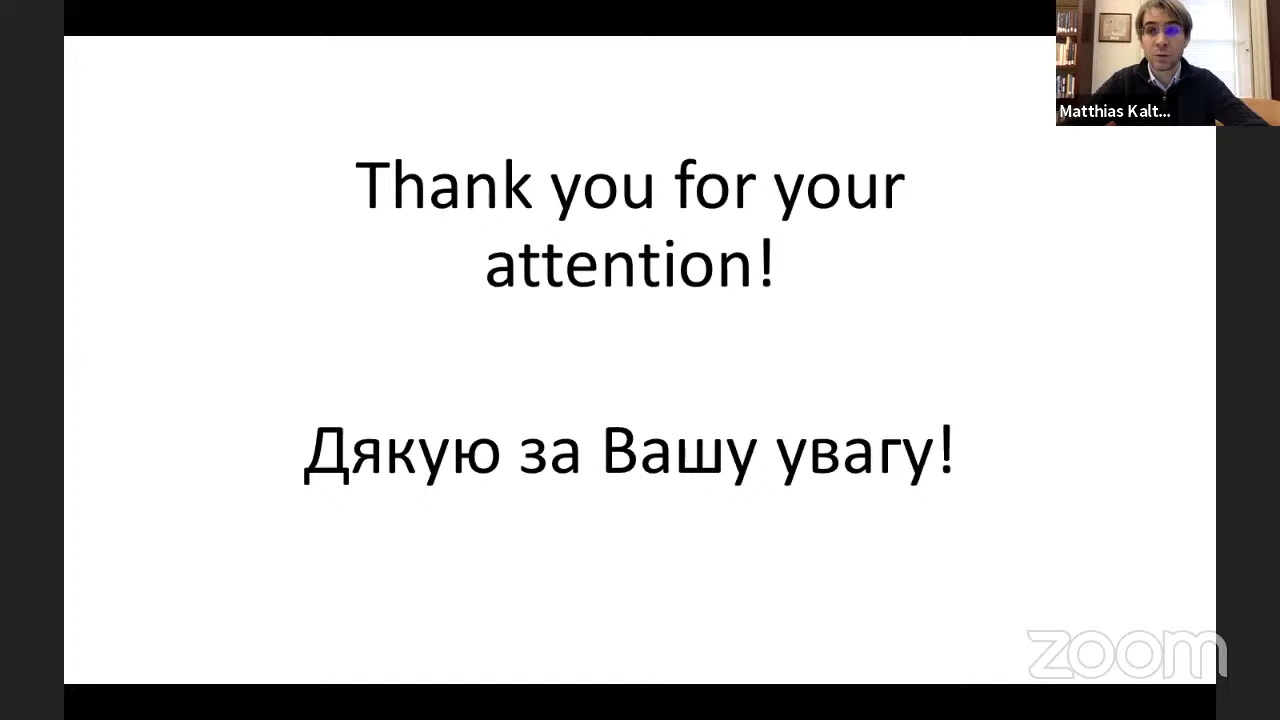 Matthias Kalt...
Thank you for your
attention!
Дякую за Вашу увагу!
zoom